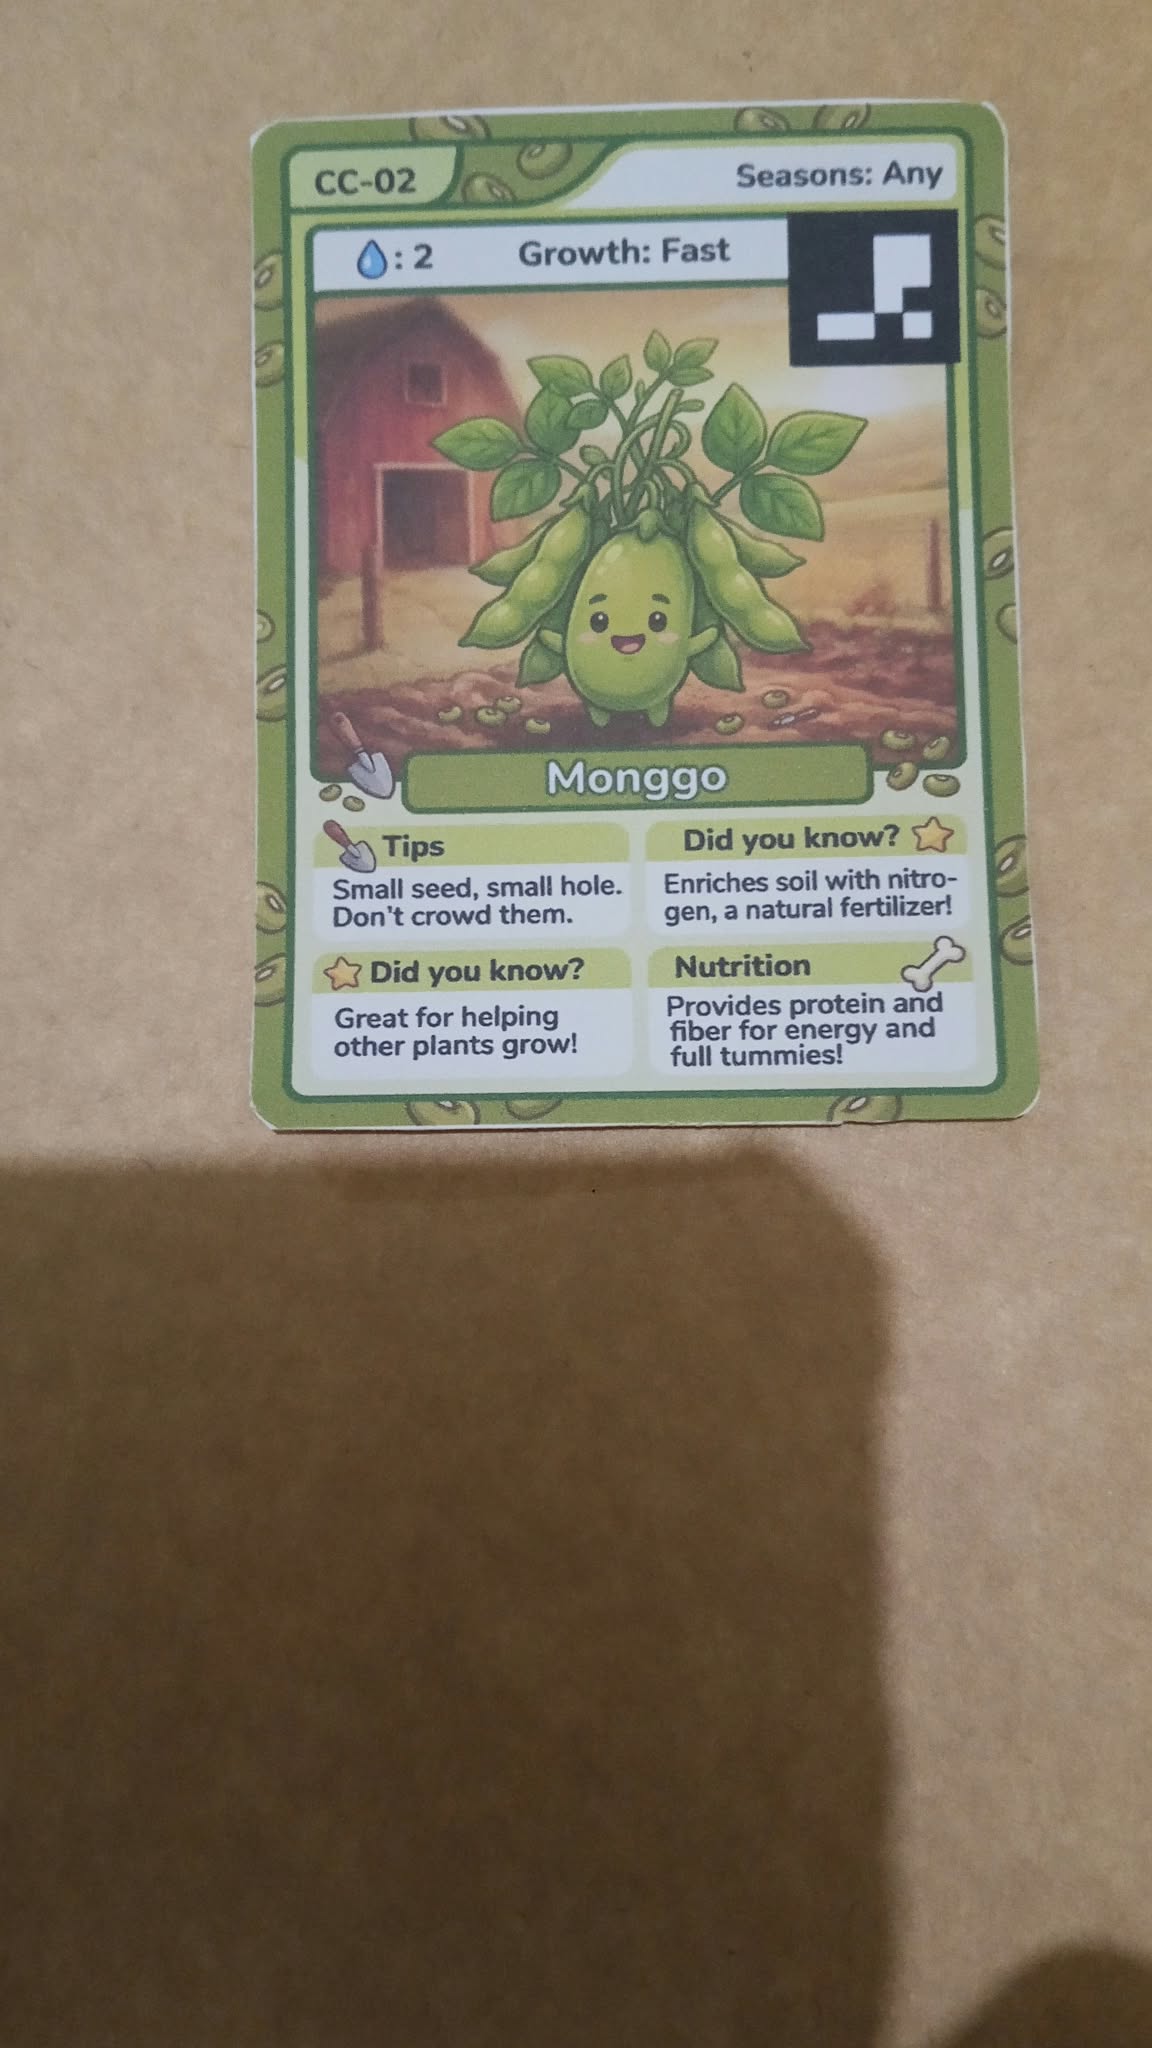 CC-02
Seasons: Any
: 2
Growth: Fast
Monggo
Tips
Small seed, small hole.
Don't crowd them.
Did you know?
Enriches soil with nitro-
gen, a natural fertilizer!
Did you know?
Great for helping
other plants grow!
Nutrition
Provides protein and
fiber for energy and
full tummies!